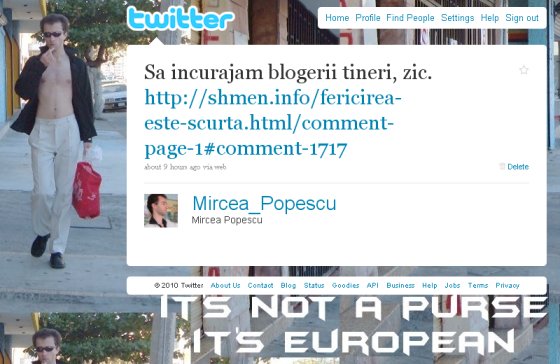 twitter
Home Profile Find People Settings Help Sign out
Sa incurajam blogerii tineri, zic.
http://shmen.info/fericirea-
este-scurta.html/comment-
page-1#comment-1717
about 9 hours ago via web
Delete
Mircea_Popescu
Mircea Popescu
© 2010 Twitter About Us Contact Blog Status Goodies API Business Help Jobs Terms Privacy
IT'S NOT A PURSE
IT'S EUROPEAN